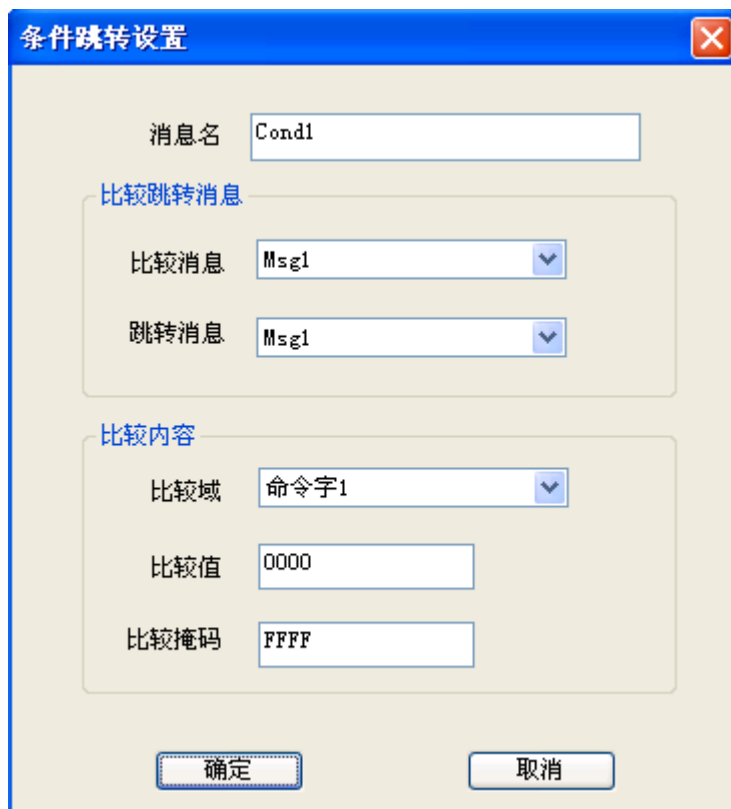 条件跳转设置
消息名 Cond1
比较跳转消息
比较消息 Msg1
跳转消息 Msg1
比较内容
比较域 命令字1
比较值 0000
比较掩码 FFFF
确定 取消